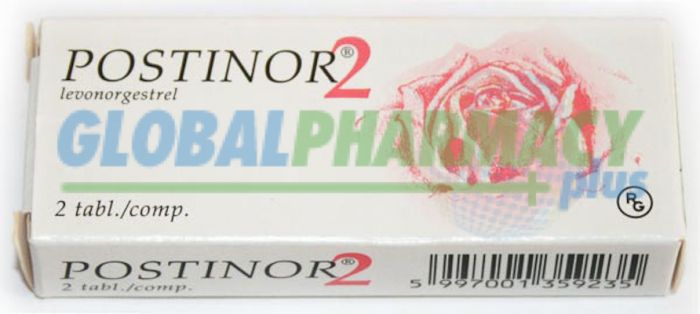 POSTINOR®2
levonorgestrel
GLOBALPHARMACY
plus
2 tabl./comp.
RG
POSTINOR®2
2 tabl./comp.
5 997001 359235